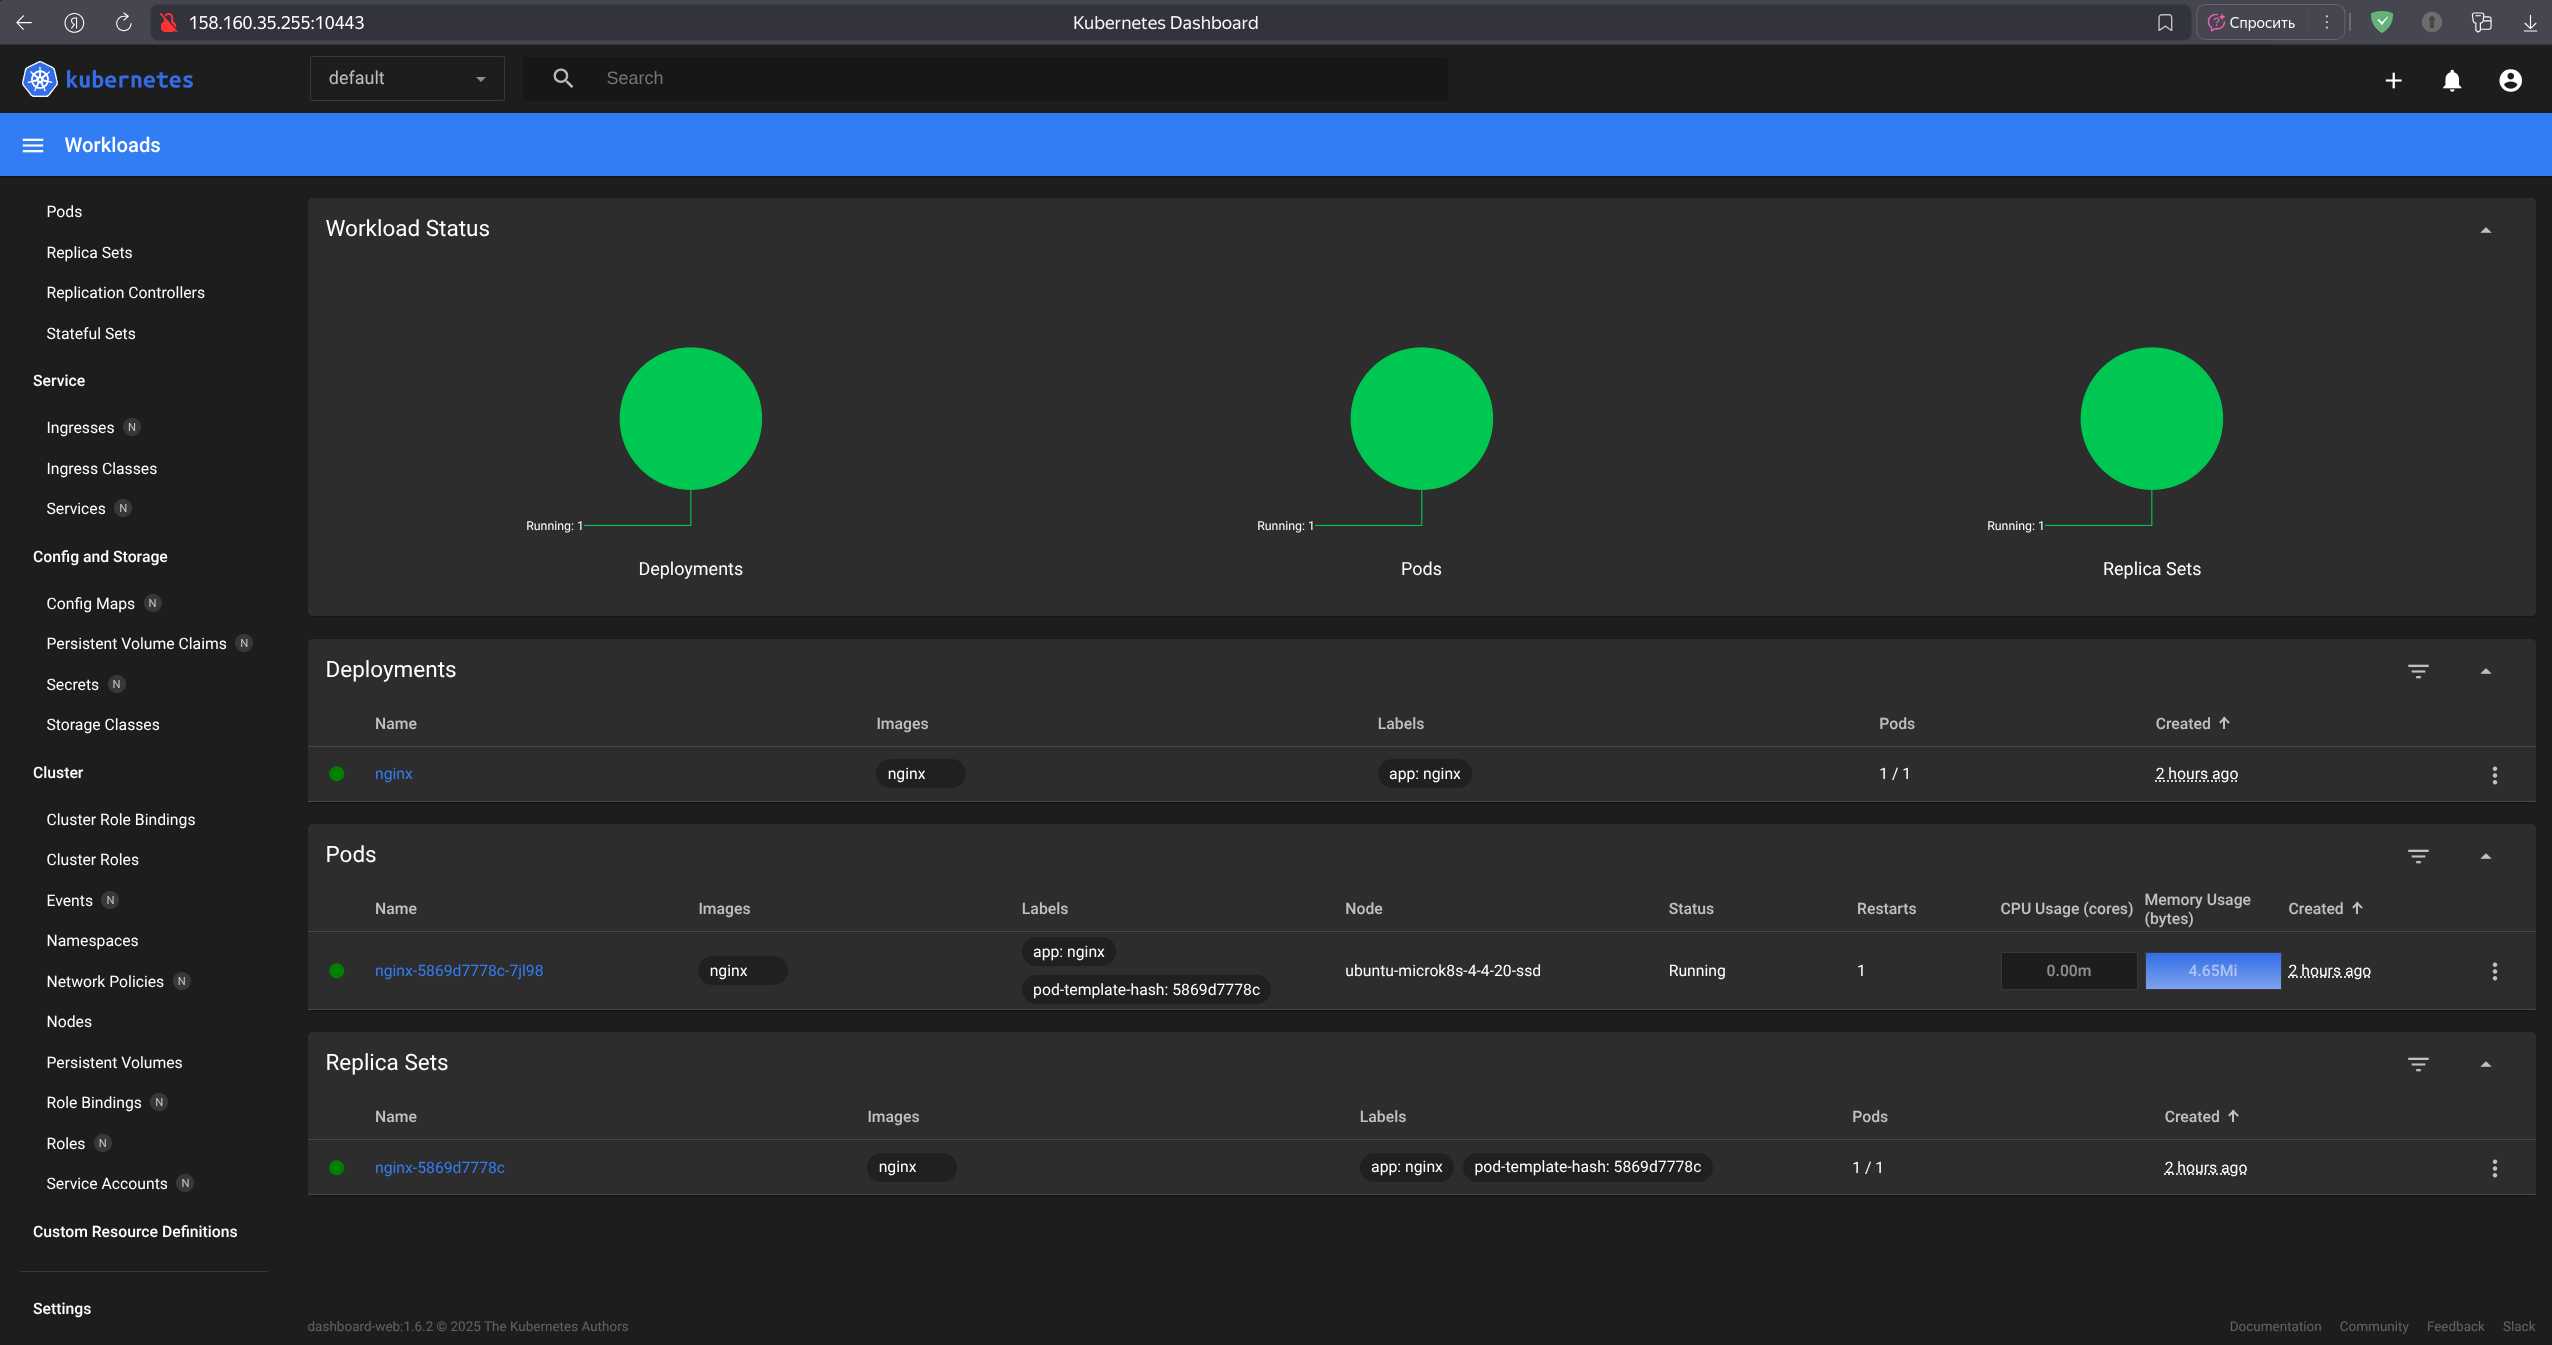 158.160.35.255:10443
Kubernetes Dashboard
Спросить
kubernetes
default
Search
Workloads
Pods
Replica Sets
Replication Controllers
Stateful Sets
Service
Ingresses N
Ingress Classes
Services N
Config and Storage
Config Maps N
Persistent Volume Claims N
Secrets N
Storage Classes
Cluster
Cluster Role Bindings
Cluster Roles
Events N
Namespaces
Network Policies N
Nodes
Persistent Volumes
Role Bindings N
Roles N
Service Accounts N
Custom Resource Definitions
Settings
Workload Status
Running: 1
Deployments
Running: 1
Pods
Running: 1
Replica Sets
Deployments
Name Images Labels Pods Created
nginx nginx app: nginx 1 / 1 2 hours ago
Pods
Name Images Labels Node Status Restarts CPU Usage (cores) Memory Usage (bytes) Created
nginx-5869d7778c-7jl98 nginx app: nginx pod-template-hash: 5869d7778c ubuntu-microk8s-4-4-20-ssd Running 1 0.00m 4.65Mi 2 hours ago
Replica Sets
Name Images Labels Pods Created
nginx-5869d7778c nginx app: nginx pod-template-hash: 5869d7778c 1 / 1 2 hours ago
dashboard-web:1.6.2 © 2025 The Kubernetes Authors
Documentation Community Feedback Slack